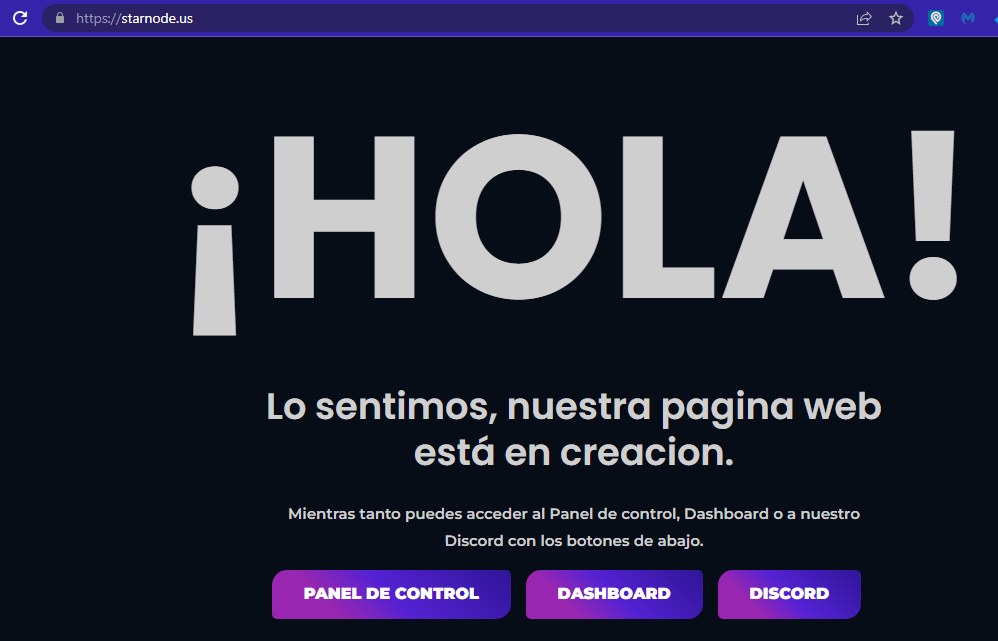 https://starnode.us
¡HOLA!
Lo sentimos, nuestra pagina web
está en creacion.
Mientras tanto puedes acceder al Panel de control, Dashboard o a nuestro
Discord con los botones de abajo.
PANEL DE CONTROL DASHBOARD DISCORD